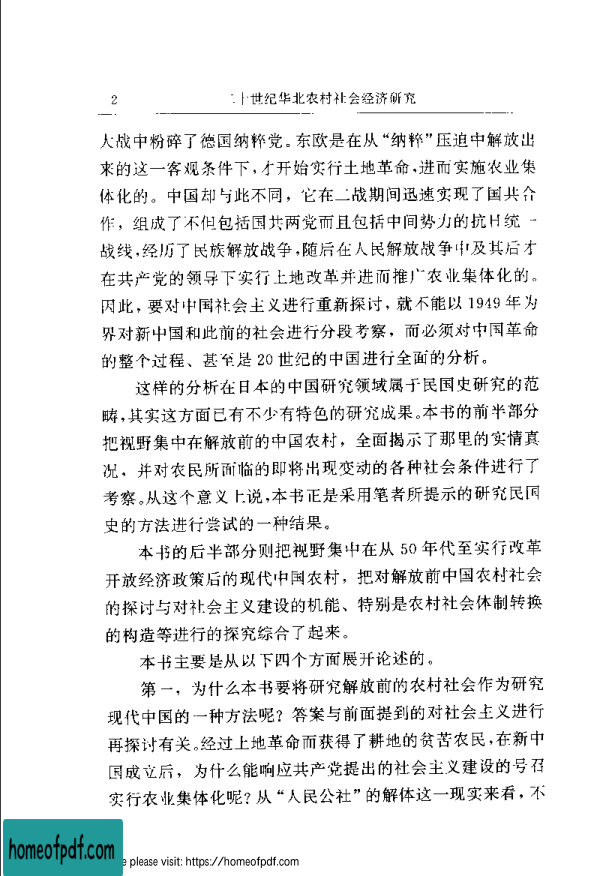 2 二十世纪华北农村社会经济研究
大战中粉碎了德国纳粹党。东欧是在从“纳粹”压迫中解放出
来的这一客观条件下,才开始实行土地革命,进而实施农业集
体化的。中国却与此不同，它在二战期间迅速实现了国共合
作，组成了不但包括国共两党而且包括中间势力的抗日统一
战线,经历了民族解放战争,随后在人民解放战争中及其后才
在共产党的领导下实行土地改革并进而推广农业集体化的。
因此，要对中国社会主义进行重新探讨，就不能以1949年为
界对新中国和此前的社会进行分段考察，而必须对中国革命
的整个过程、甚至是20世纪的中国进行全面的分析。
这样的分析在日本的中国研究领域属于民国史研究的范
畴,其实这方面已有不少有特色的研究成果。本书的前半部分
把视野集中在解放前的中国农村，全面揭示了那里的实情真
况，并对农民所面临的即将出现变动的各种社会条件进行了
考察。从这个意义上说,本书正是采用笔者所提示的研究民国
史的方法进行尝试的一种结果。
本书的后半部分则把视野集中在从50年代至实行改革
开放经济政策后的现代中国农村，把对解放前中国农村社会
的探讨与对社会主义建设的机能、特别是农村社会体制转换
的构造等进行的探究综合了起来。
本书主要是从以下四个方面展开论述的。
第一，为什么本书要将研究解放前的农村社会作为研究
现代中国的一种方法呢？答案与前面提到的对社会主义进行
再探讨有关。经过土地革命而获得了耕地的贫苦农民,在新中
国成立后，为什么能响应共产党提出的社会主义建设的号召
实行农业集体化呢？从“人民公社”的解体这一现实来看，不
homeofpdf.com
e please visit: https://homeofpdf.com